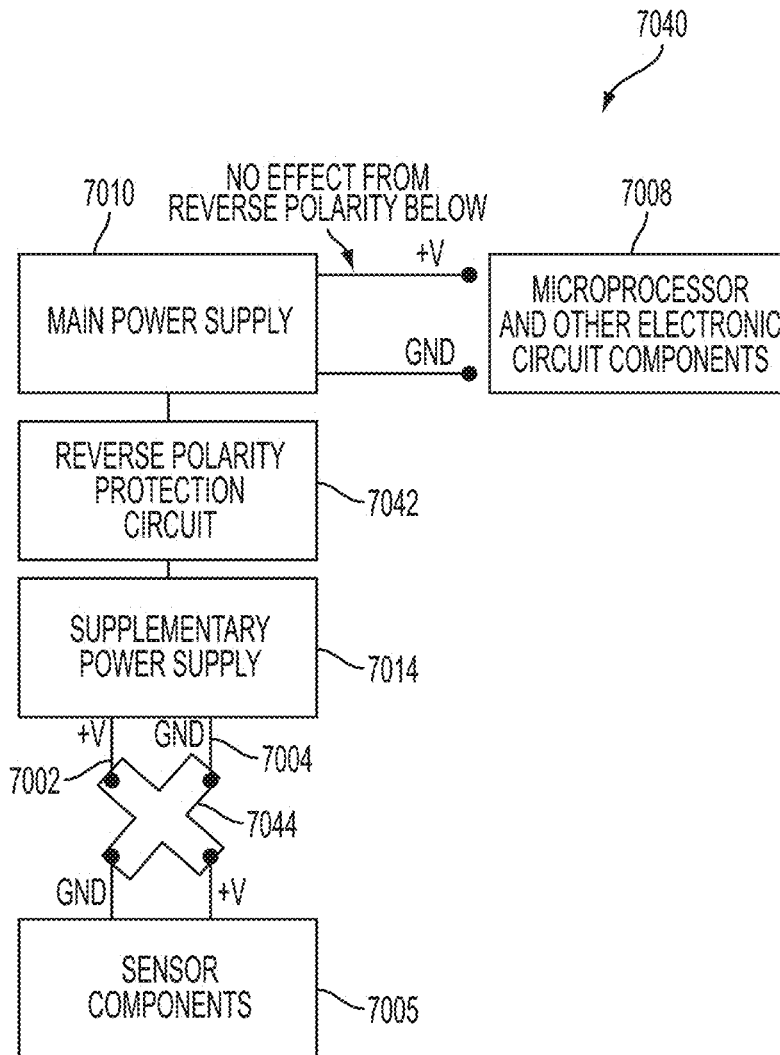 7040
NO EFFECT FROM
REVERSE POLARITY BELOW
7010
7008
+V
MAIN POWER SUPPLY
MICROPROCESSOR
AND OTHER ELECTRONIC
CIRCUIT COMPONENTS
GND
REVERSE POLARITY
PROTECTION
CIRCUIT
7042
SUPPLEMENTARY
POWER SUPPLY
7014
+V
GND
7002
7004
7044
GND
+V
SENSOR
COMPONENTS
7005